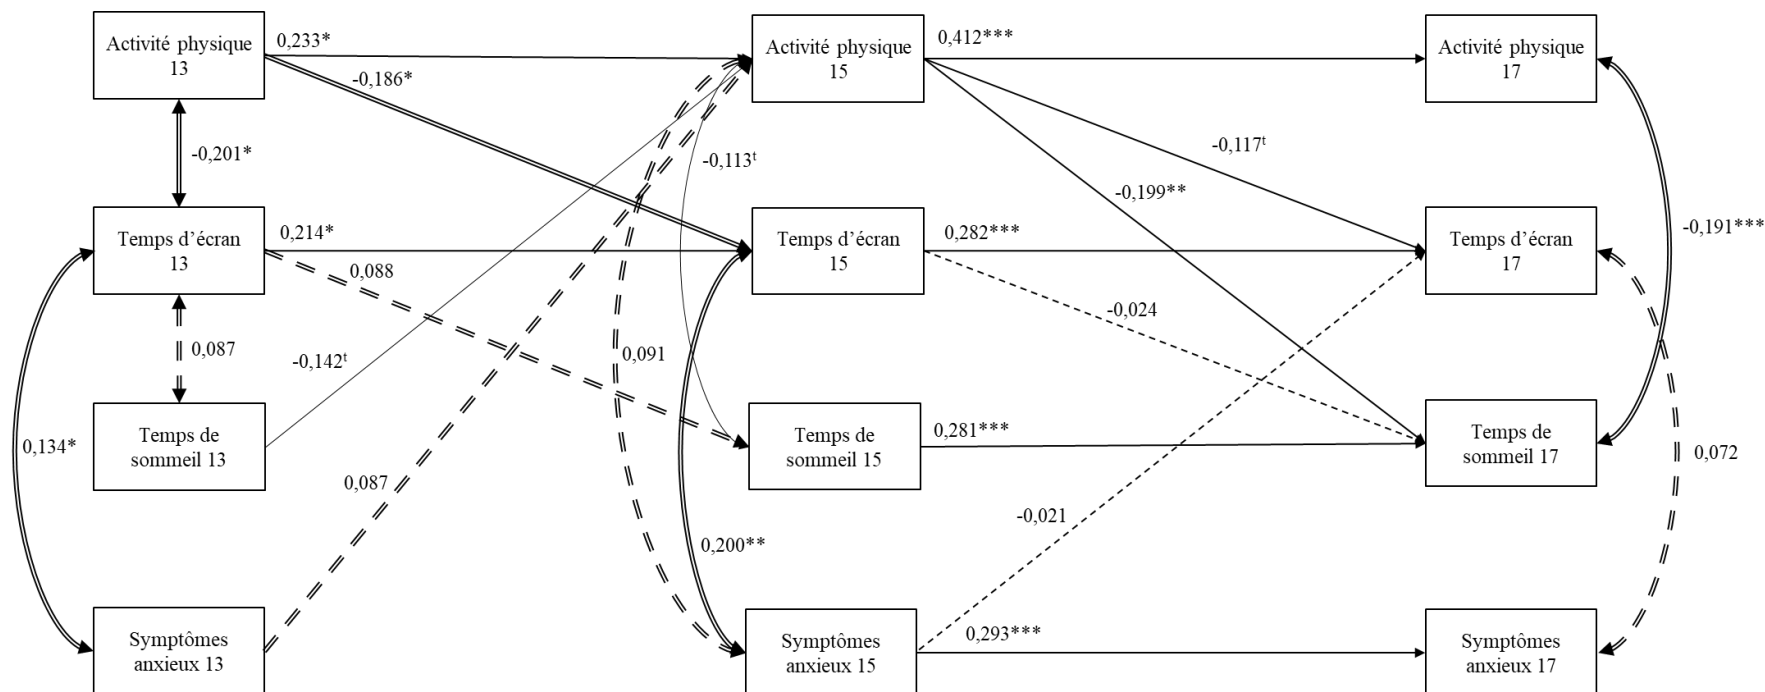 Activité physique
13
0,233*
-0,186*
Activité physique
15
0,412***
Activité physique
17
-0,201*
-0,113ᵗ
-0,117ᵗ
-0,199**
-0,191***
Temps d’écran
13
0,214*
0,088
Temps d’écran
15
0,282***
Temps d’écran
17
-0,024
0,087
-0,142ᵗ
0,091
0,134*
Temps de
sommeil 13
Temps de
sommeil 15
0,281***
Temps de
sommeil 17
0,072
0,087
0,200**
-0,021
Symptômes
anxieux 13
Symptômes
anxieux 15
0,293***
Symptômes
anxieux 17